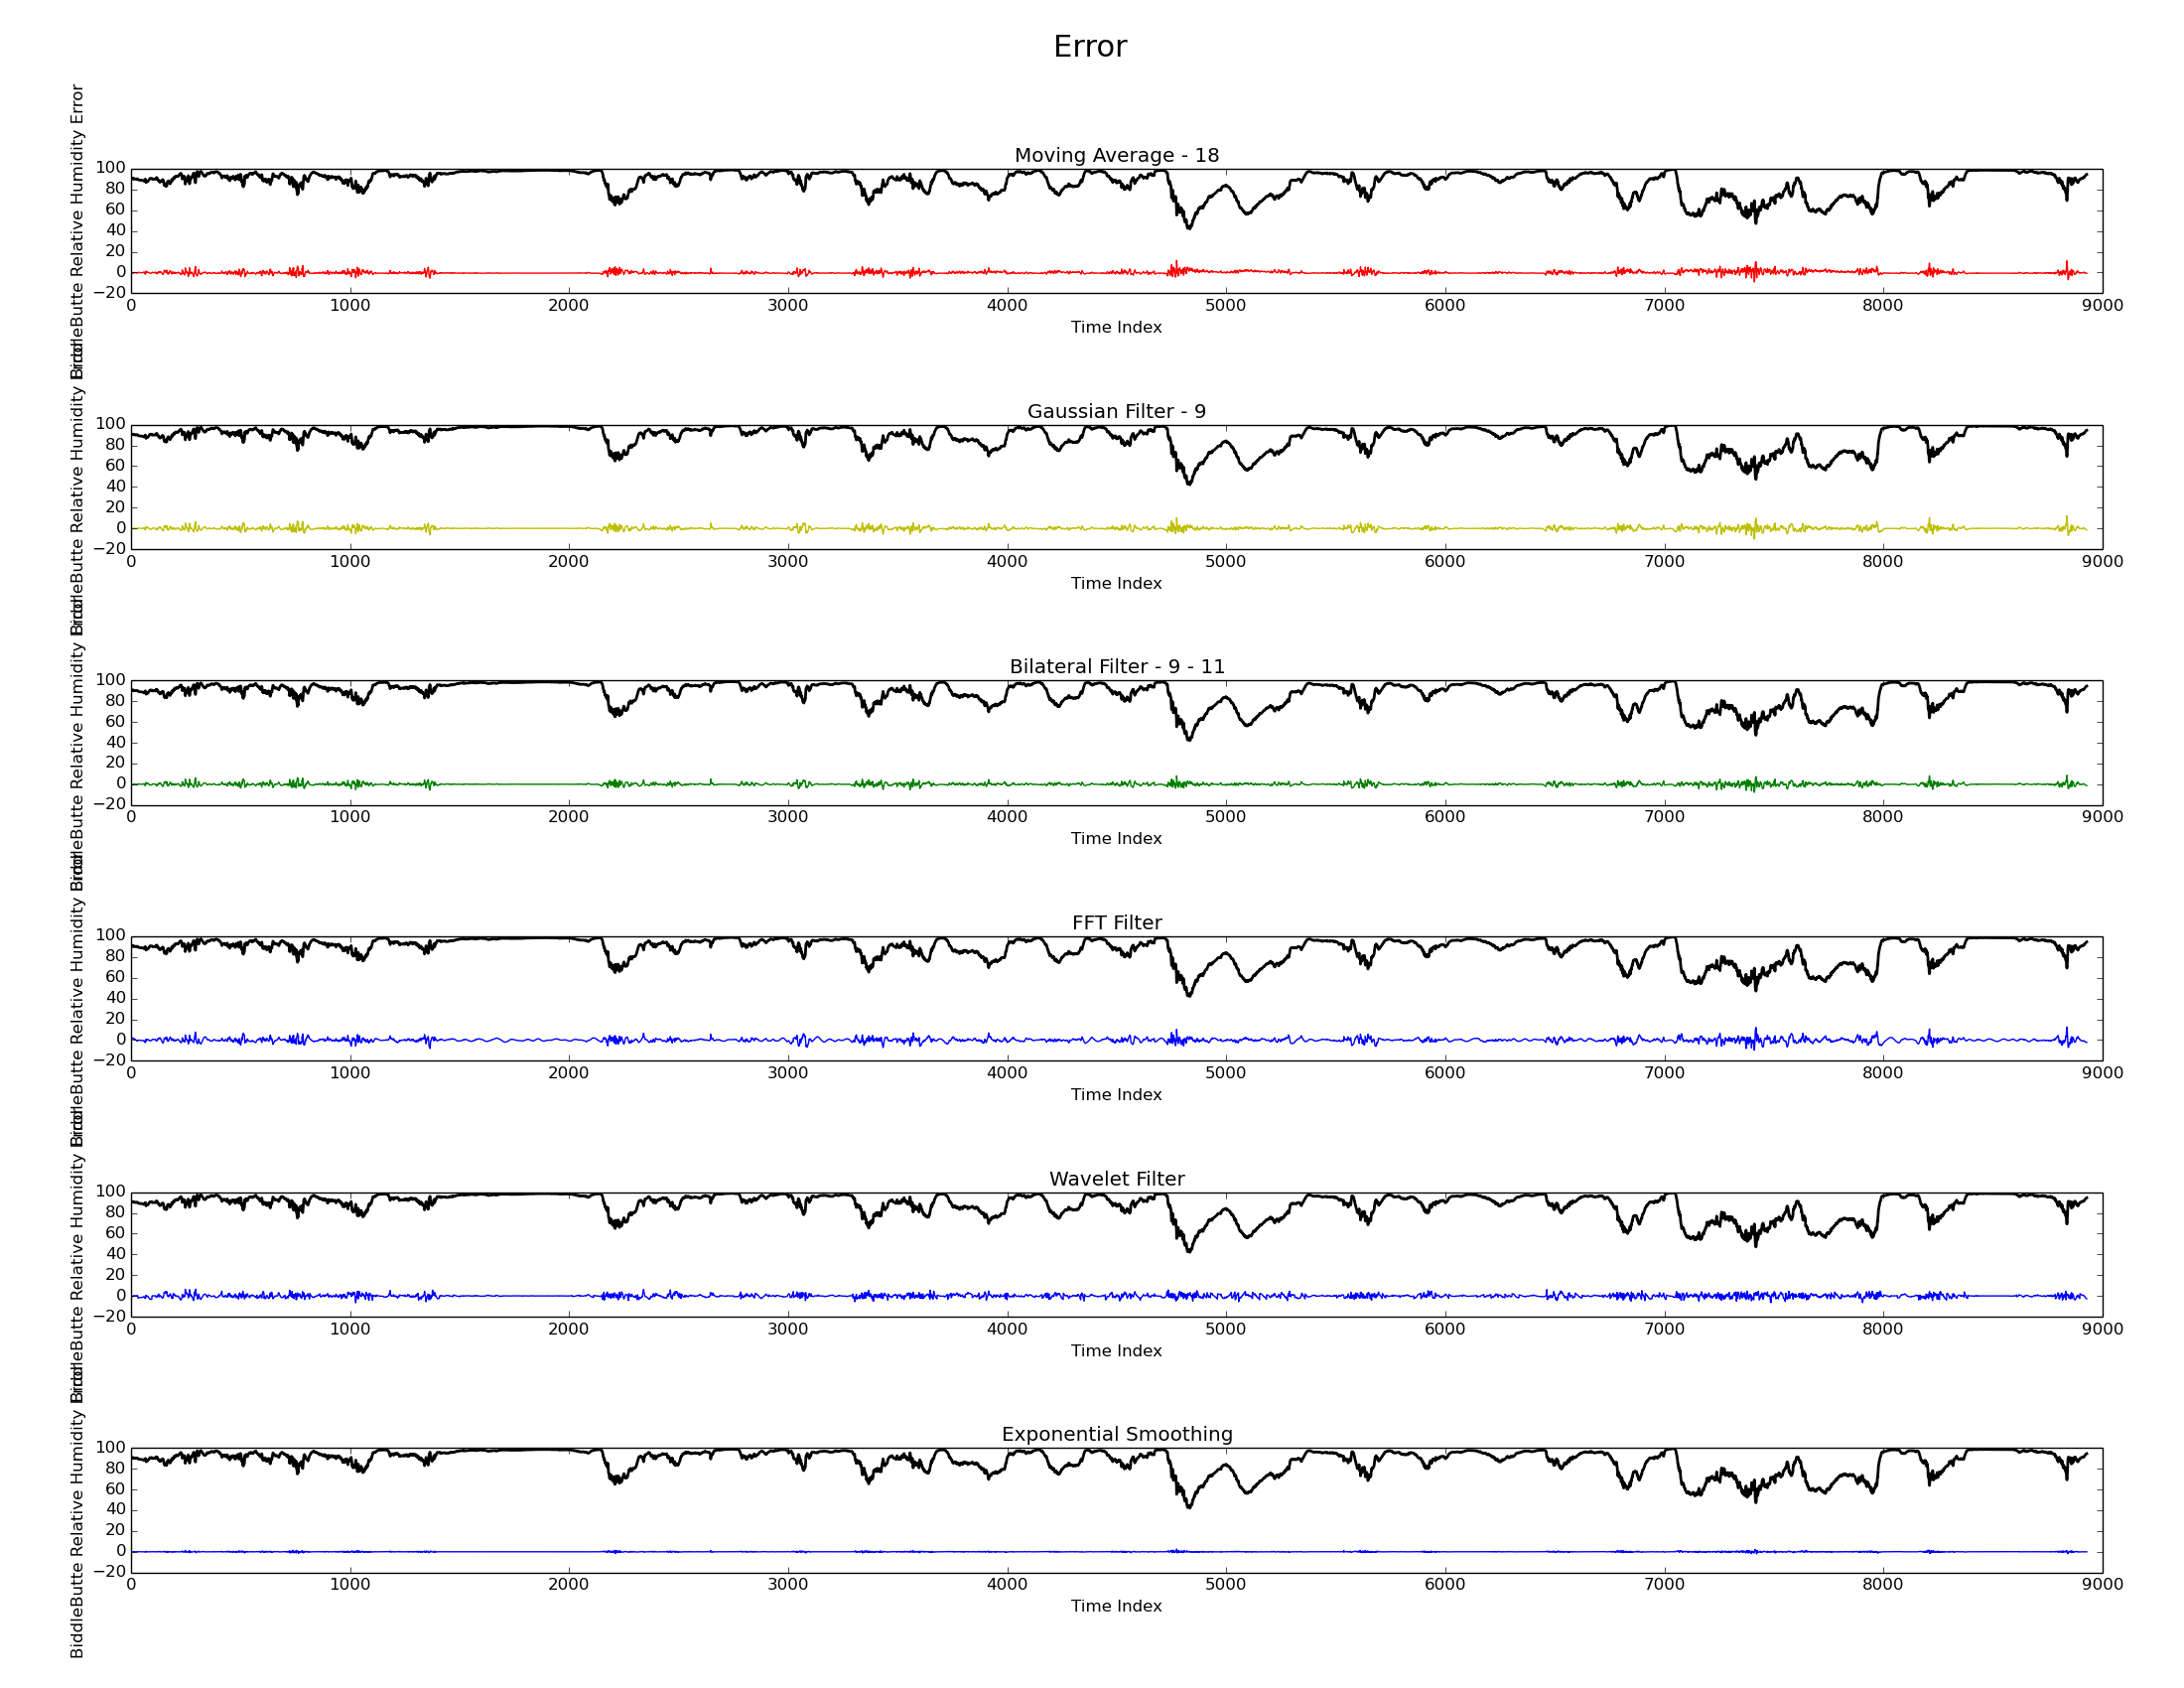 Error
Moving Average - 18
BiddleButte Relative Humidity Error
100
80
60
40
20
0
−20
0 1000 2000 3000 4000 5000 6000 7000 8000 9000
Time Index
Gaussian Filter - 9
BiddleButte Relative Humidity Error
100
80
60
40
20
0
−20
0 1000 2000 3000 4000 5000 6000 7000 8000 9000
Time Index
Bilateral Filter - 9 - 11
BiddleButte Relative Humidity Error
100
80
60
40
20
0
−20
0 1000 2000 3000 4000 5000 6000 7000 8000 9000
Time Index
FFT Filter
BiddleButte Relative Humidity Error
100
80
60
40
20
0
−20
0 1000 2000 3000 4000 5000 6000 7000 8000 9000
Time Index
Wavelet Filter
BiddleButte Relative Humidity Error
100
80
60
40
20
0
−20
0 1000 2000 3000 4000 5000 6000 7000 8000 9000
Time Index
Exponential Smoothing
BiddleButte Relative Humidity Error
100
80
60
40
20
0
−20
0 1000 2000 3000 4000 5000 6000 7000 8000 9000
Time Index